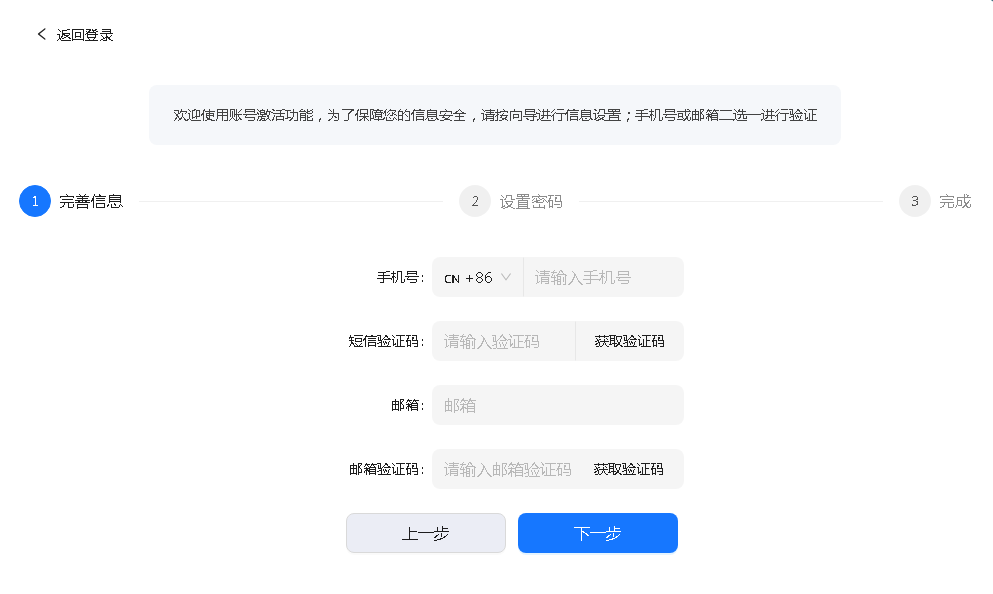 返回登录
欢迎使用账号激活功能，为了保障您的信息安全，请按向导进行信息设置；手机号或邮箱二选一进行验证
1 完善信息 2 设置密码 3 完成
手机号: CN +86 请输入手机号
短信验证码: 请输入验证码 获取验证码
邮箱: 邮箱
邮箱验证码: 请输入邮箱验证码 获取验证码
上一步 下一步